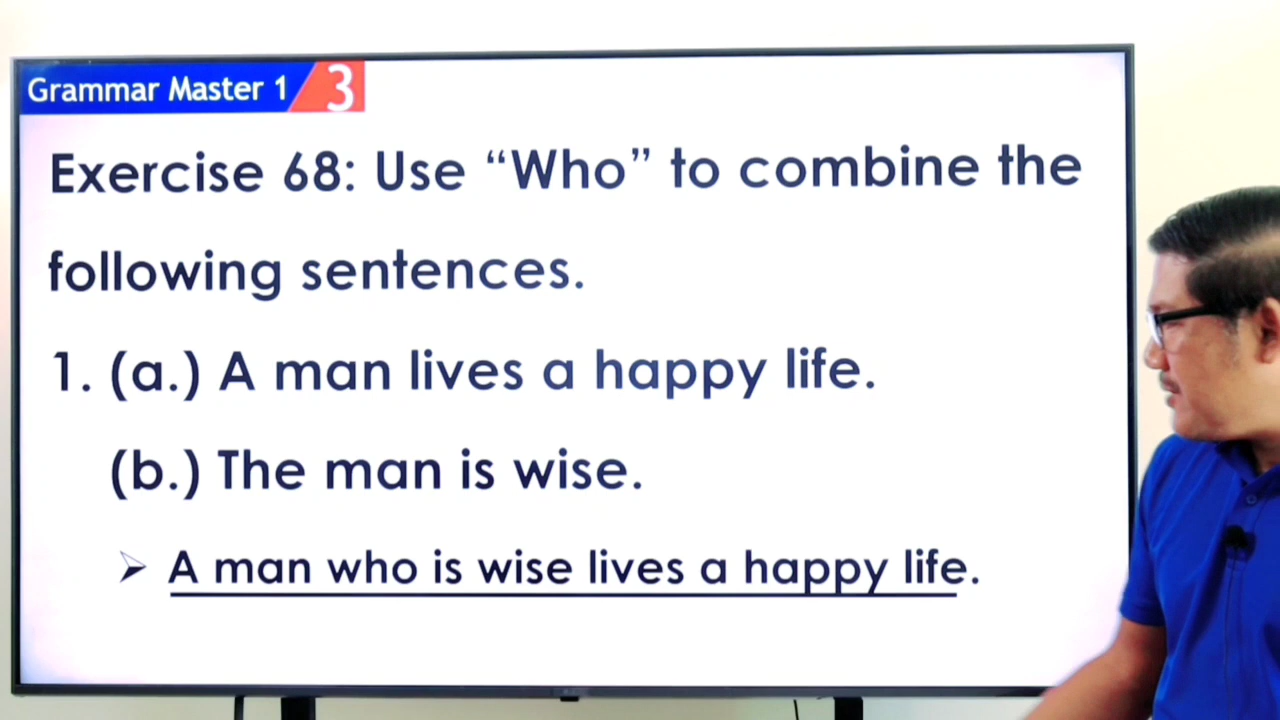 Grammar Master 1 3
Exercise 68: Use “Who” to combine the
following sentences.
1. (a.) A man lives a happy life.
(b.) The man is wise.
➢ A man who is wise lives a happy life.